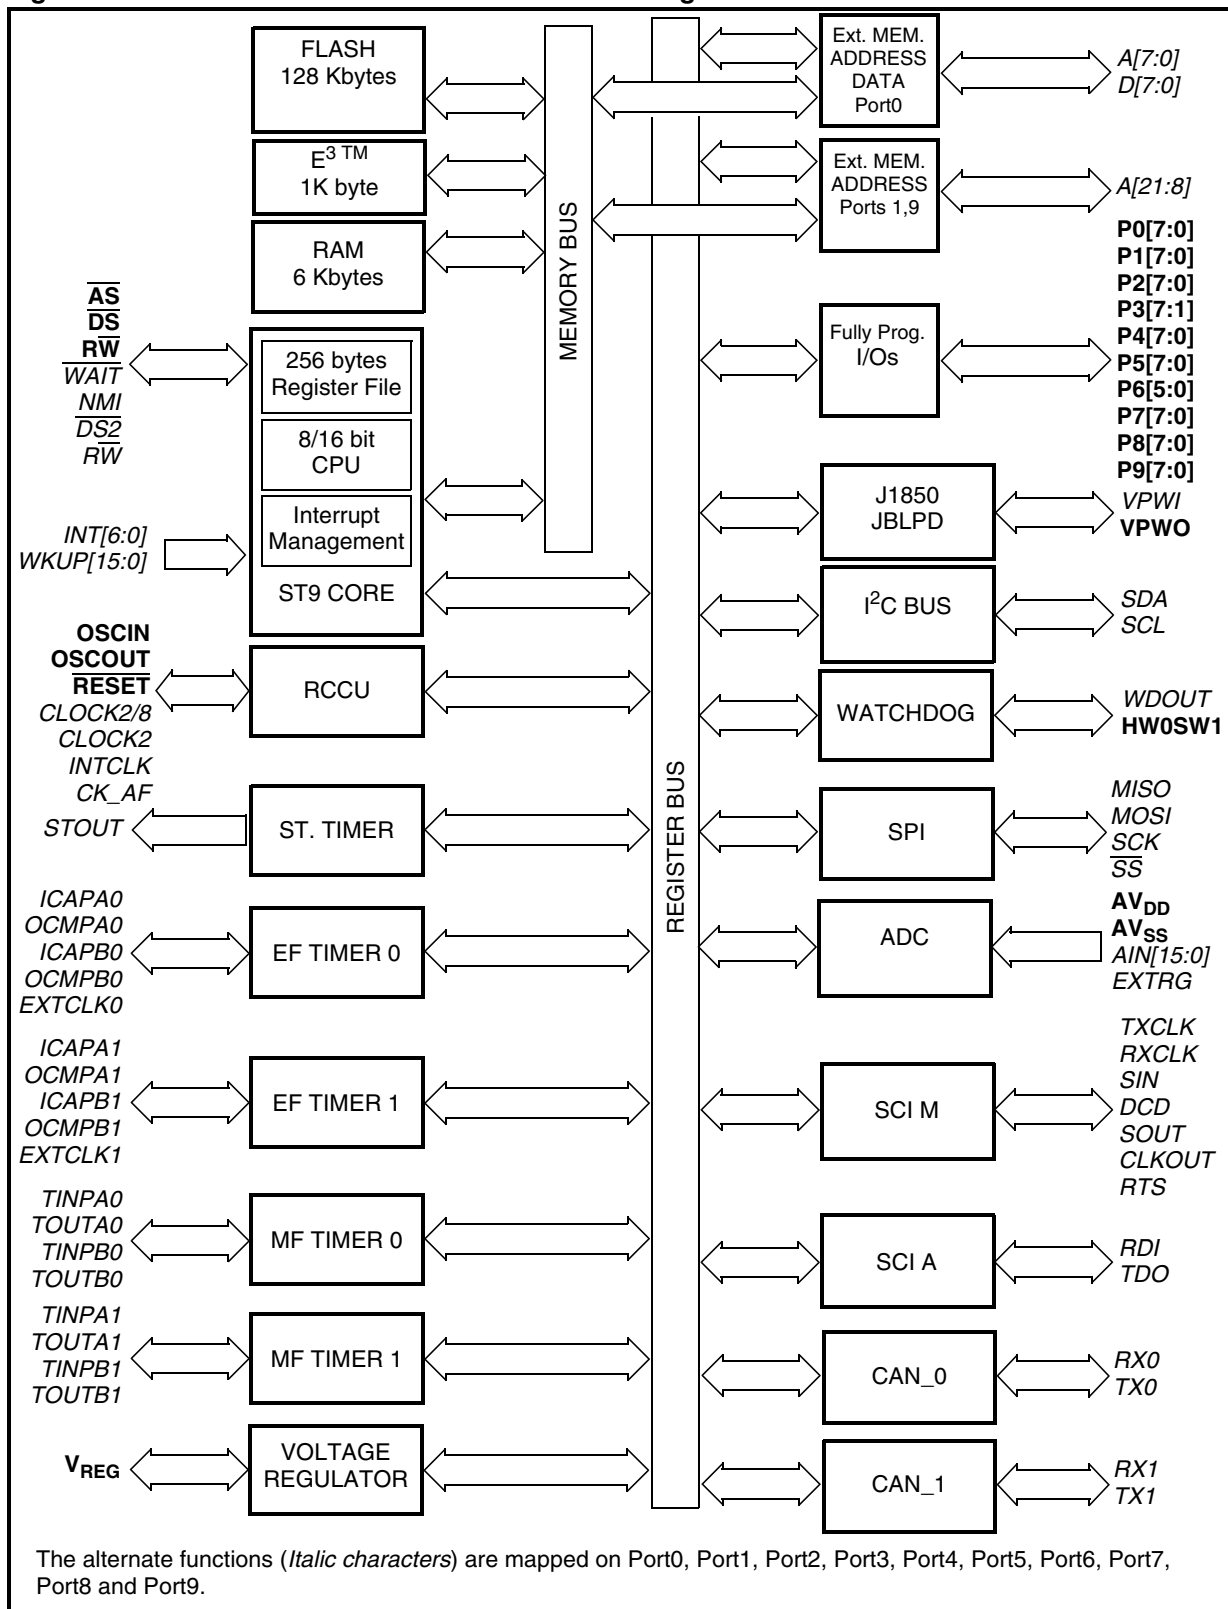 FLASH
128 Kbytes
E³ ™
1K byte
RAM
6 Kbytes
A̅S̅
D̅S̅
RW̅
W̅A̅I̅T̅
NMI
D̅S̅2̅
RW̅
256 bytes
Register File
8/16 bit
CPU
Interrupt
Management
ST9 CORE
INT[6:0]
WKUP[15:0]
OSCIN
OSCOUT
R̅E̅S̅E̅T̅
CLOCK2/8
CLOCK2
INTCLK
CK_AF
RCCU
STOUT
ST. TIMER
ICAPA0
OCMPA0
ICAPB0
OCMPB0
EXTCLK0
EF TIMER 0
ICAPA1
OCMPA1
ICAPB1
OCMPB1
EXTCLK1
EF TIMER 1
TINPA0
TOUTA0
TINPB0
TOUTB0
MF TIMER 0
TINPA1
TOUTA1
TINPB1
TOUTB1
MF TIMER 1
VREG
VOLTAGE
REGULATOR
MEMORY BUS
REGISTER BUS
Ext. MEM.
ADDRESS
DATA
Port0
A[7:0]
D[7:0]
Ext. MEM.
ADDRESS
Ports 1,9
A[21:8]
Fully Prog.
I/Os
P0[7:0]
P1[7:0]
P2[7:0]
P3[7:1]
P4[7:0]
P5[7:0]
P6[5:0]
P7[7:0]
P8[7:0]
P9[7:0]
J1850
JBLPD
VPWI
VPWO
I²C BUS
SDA
SCL
WATCHDOG
WDOUT
HW0SW1
SPI
MISO
MOSI
SCK
S̅S̅
ADC
AVDD
AVSS
AIN[15:0]
EXTRG
SCI M
TXCLK
RXCLK
SIN
DCD
SOUT
CLKOUT
RTS
SCI A
RDI
TDO
CAN_0
RX0
TX0
CAN_1
RX1
TX1
The alternate functions (Italic characters) are mapped on Port0, Port1, Port2, Port3, Port4, Port5, Port6, Port7,
Port8 and Port9.